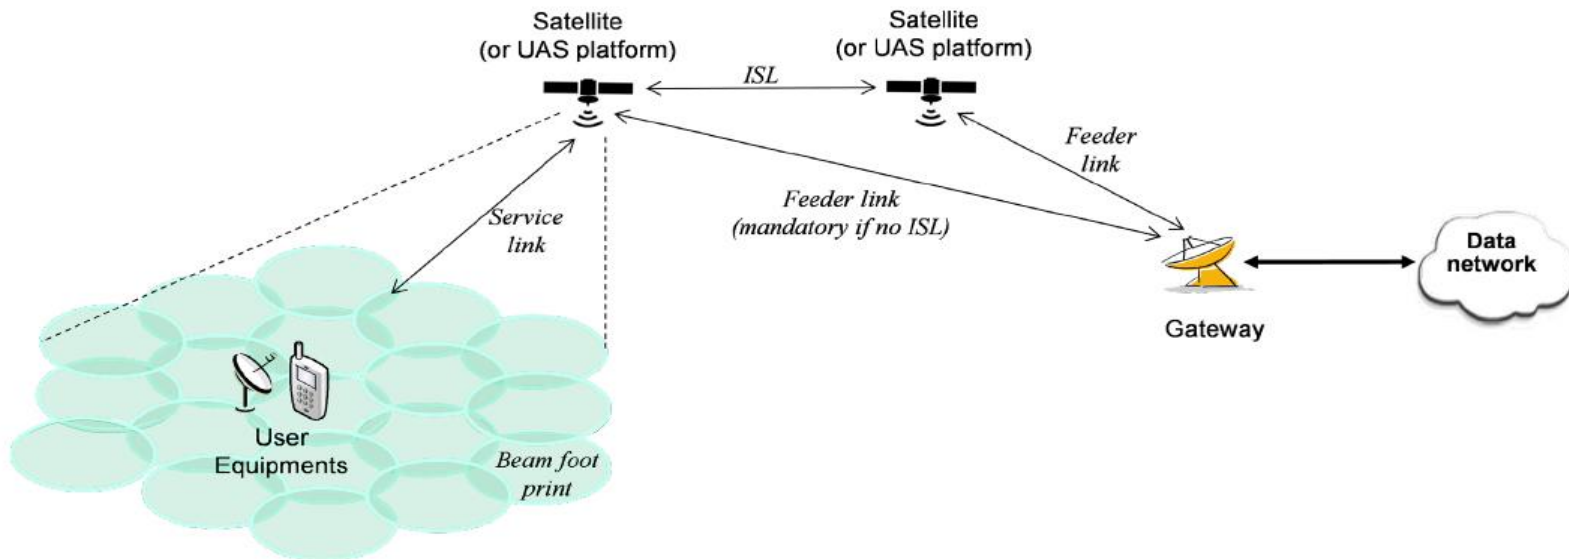 Satellite
(or UAS platform)
Satellite
(or UAS platform)
ISL
Feeder
link
Service
link
Feeder link
(mandatory if no ISL)
Data
network
Gateway
User
Equipments
Beam foot
print